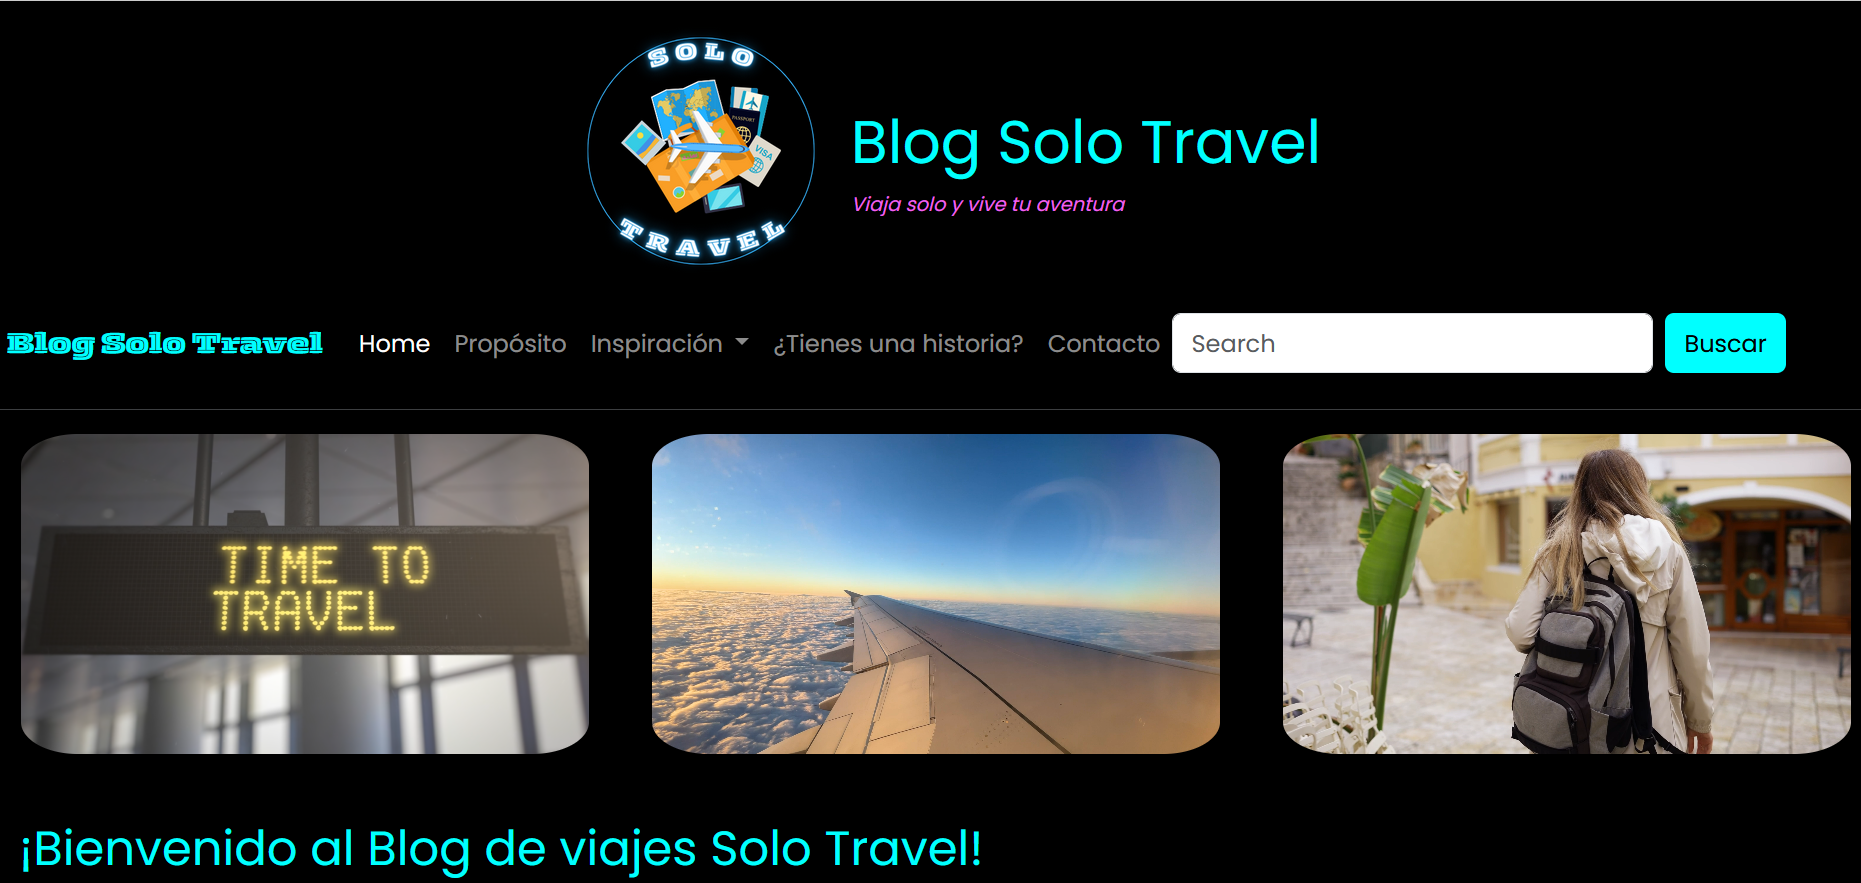 SOLO
PASSPORT
VISA
TRAVEL
Blog Solo Travel
Viaja solo y vive tu aventura
Blog Solo Travel Home Propósito Inspiración ¿Tienes una historia? Contacto Search Buscar
TIME TO
TRAVEL
¡Bienvenido al Blog de viajes Solo Travel!